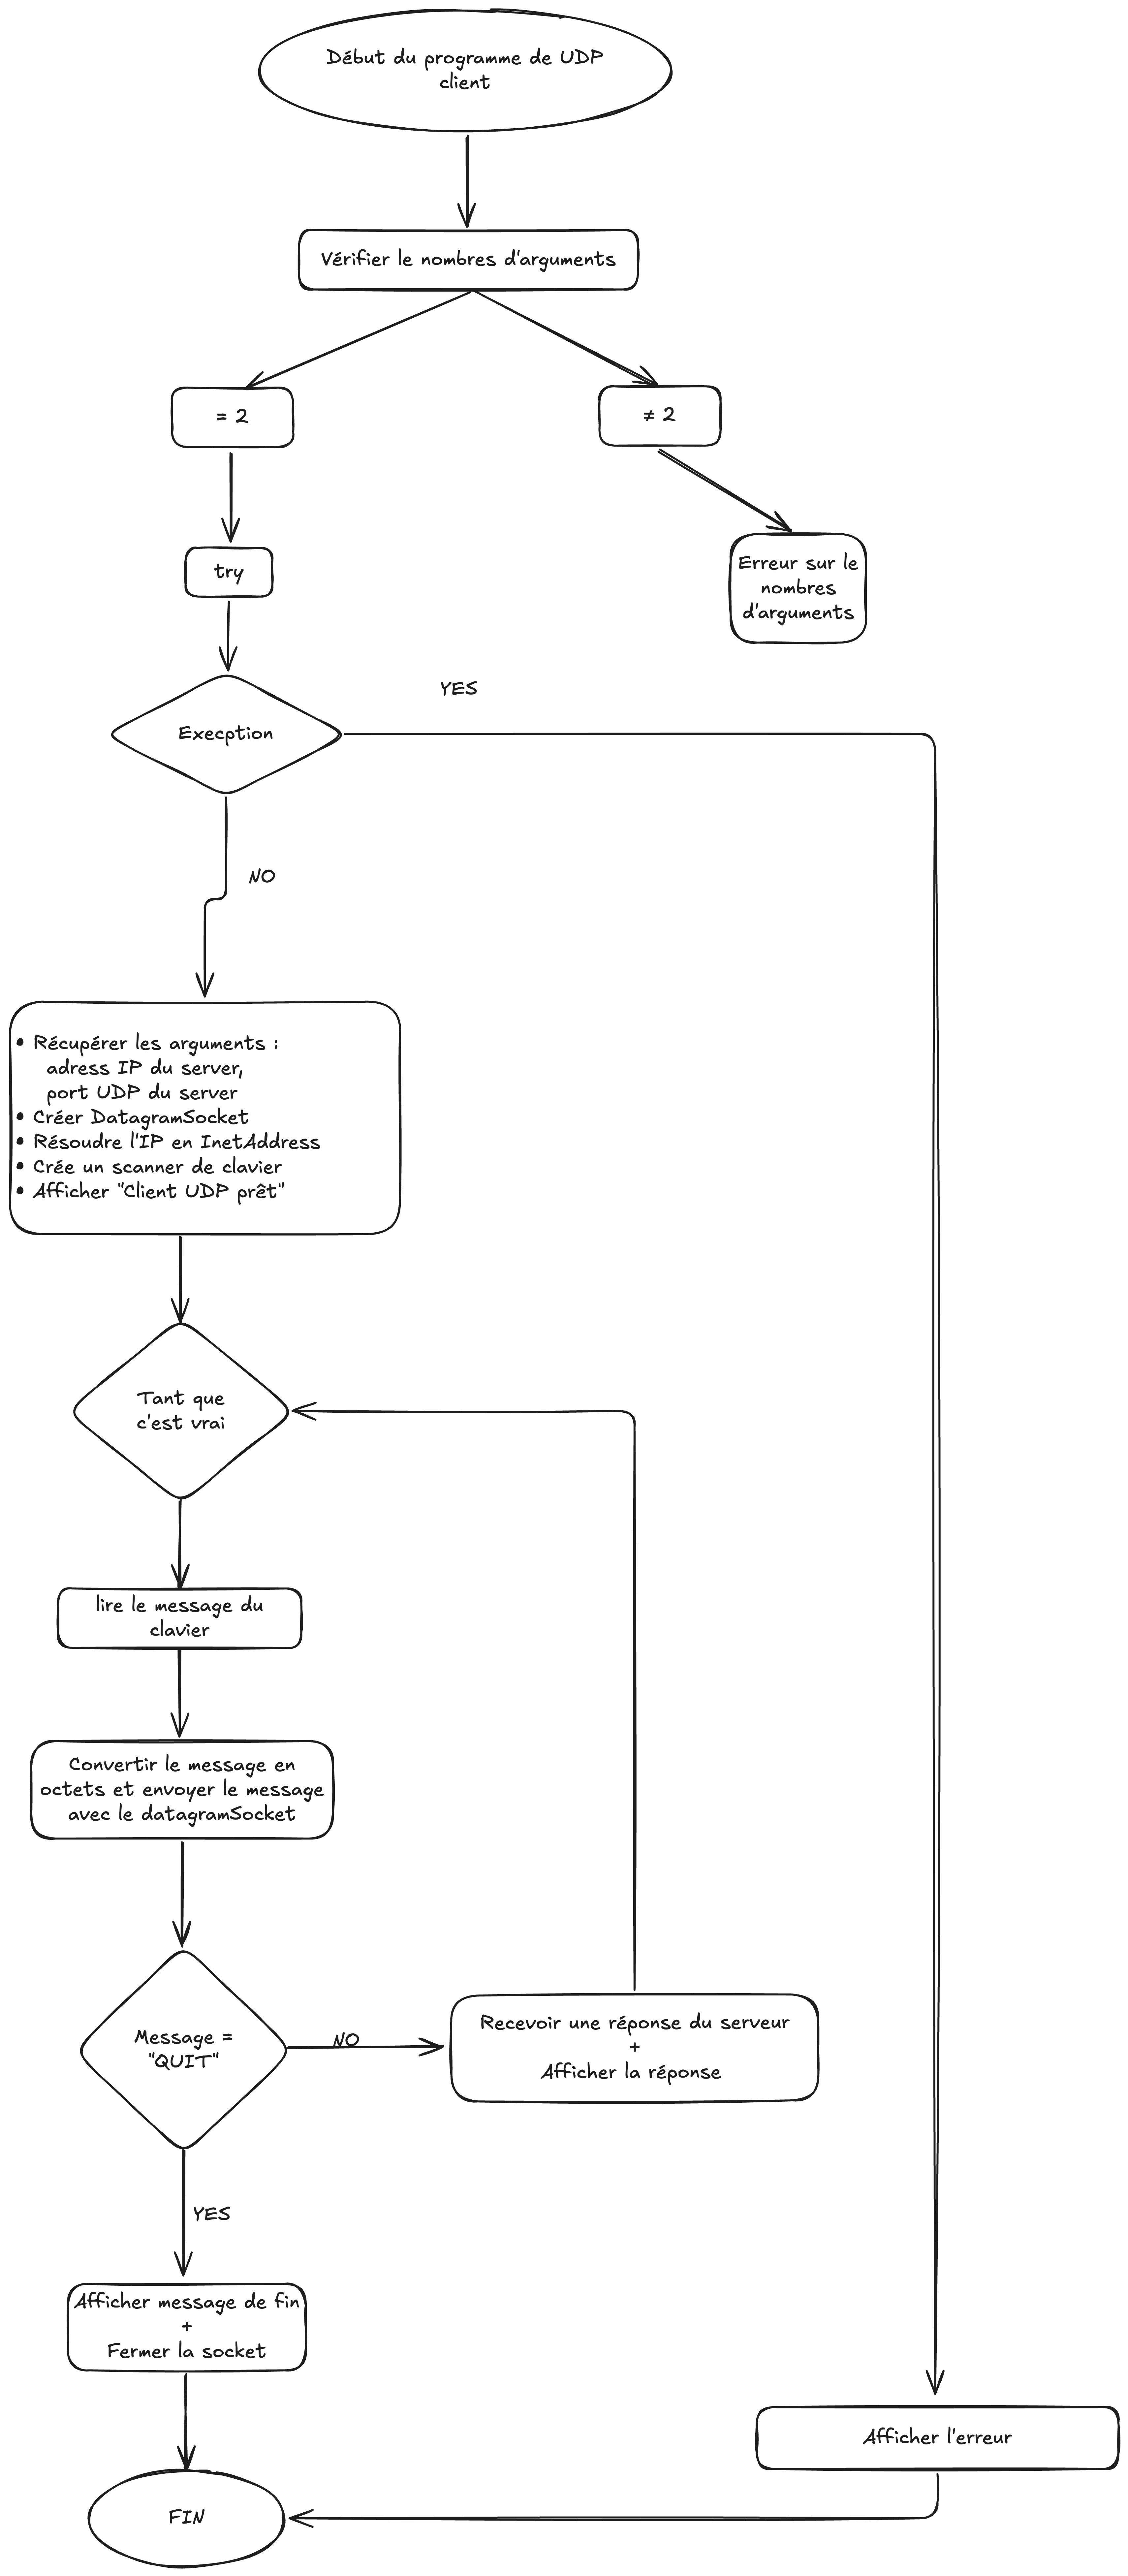 Début du programme de UDP
client
Vérifier le nombres d'arguments
= 2
≠ 2
try
Erreur sur le
nombres
d'arguments
YES
Execption
NO
• Récupérer les arguments :
adress IP du server,
port UDP du server
• Créer DatagramSocket
• Résoudre l'IP en InetAddress
• Crée un scanner de clavier
• Afficher "Client UDP prêt"
Tant que
c'est vrai
lire le message du
clavier
Convertir le message en
octets et envoyer le message
avec le datagramSocket
Message =
"QUIT"
NO
Recevoir une réponse du serveur
+
Afficher la réponse
YES
Afficher message de fin
+
Fermer la socket
Afficher l'erreur
FIN